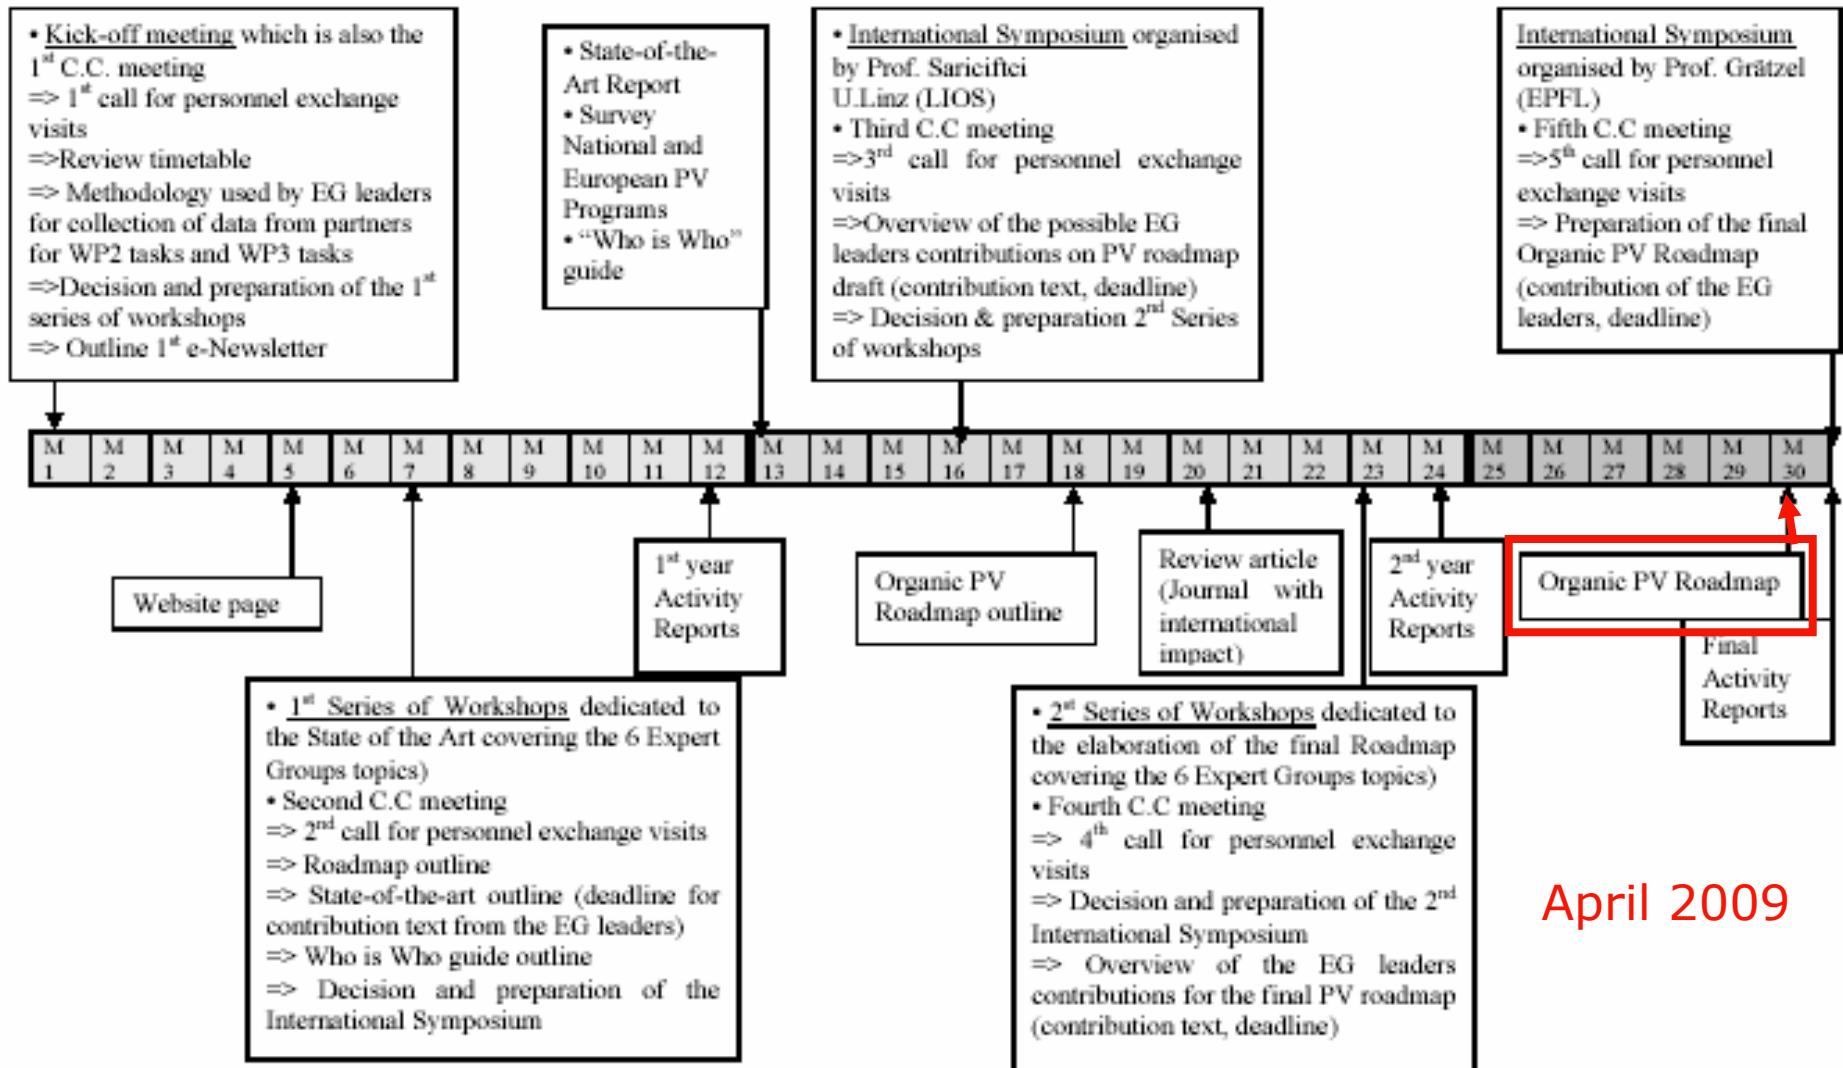 • Kick-off meeting which is also the
1st C.C. meeting
=> 1st call for personnel exchange
visits
=>Review timetable
=> Methodology used by EG leaders
for collection of data from partners
for WP2 tasks and WP3 tasks
=>Decision and preparation of the 1st
series of workshops
=> Outline 1st e-Newsletter
• State-of-the-
Art Report
• Survey
National and
European PV
Programs
• “Who is Who”
guide
• International Symposium organised
by Prof. Sariciftci
U.Linz (LIOS)
• Third C.C meeting
=>3rd call for personnel exchange
visits
=>Overview of the possible EG
leaders contributions on PV roadmap
draft (contribution text, deadline)
=> Decision & preparation 2nd Series
of workshops
International Symposium
organised by Prof. Grätzel
(EPFL)
• Fifth C.C meeting
=>5th call for personnel
exchange visits
=> Preparation of the final
Organic PV Roadmap
(contribution of the EG
leaders, deadline)
M M M M M M M M M M M M M M M M M M M M M M M M M M M M M M
1 2 3 4 5 6 7 8 9 10 11 12 13 14 15 16 17 18 19 20 21 22 23 24 25 26 27 28 29 30
Website page
1st year
Activity
Reports
Organic PV
Roadmap outline
Review article
(Journal with
international
impact)
2nd year
Activity
Reports
Organic PV Roadmap
Final
Activity
Reports
• 1st Series of Workshops dedicated to
the State of the Art covering the 6 Expert
Groups topics)
• Second C.C meeting
=> 2nd call for personnel exchange visits
=> Roadmap outline
=> State-of-the-art outline (deadline for
contribution text from the EG leaders)
=> Who is Who guide outline
=> Decision and preparation of the
International Symposium
• 2st Series of Workshops dedicated to
the elaboration of the final Roadmap
covering the 6 Expert Groups topics)
• Fourth C.C meeting
=> 4th call for personnel exchange
visits
=> Decision and preparation of the 2nd
International Symposium
=> Overview of the EG leaders
contributions for the final PV roadmap
(contribution text, deadline)
April 2009